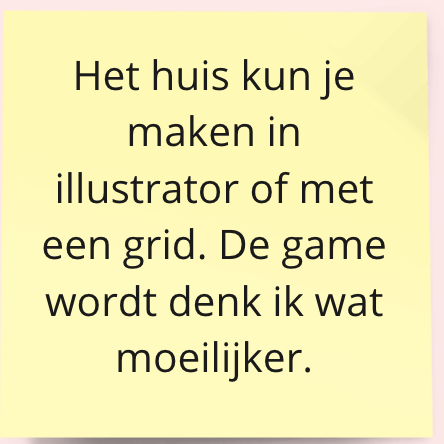 Het huis kun je
maken in
illustrator of met
een grid. De game
wordt denk ik wat
moeilijker.